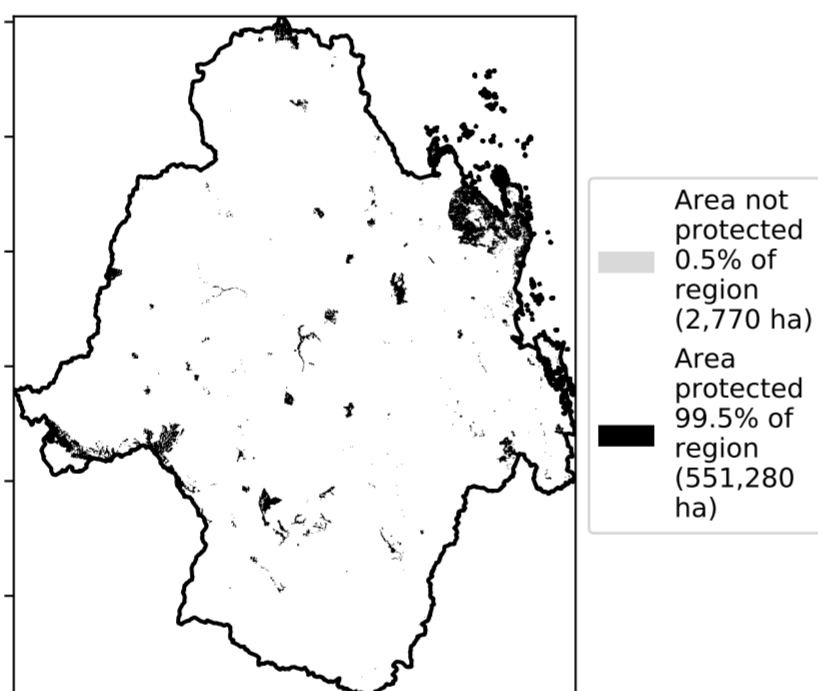 Area not
protected
0.5% of
region
(2,770 ha)
Area
protected
99.5% of
region
(551,280
ha)